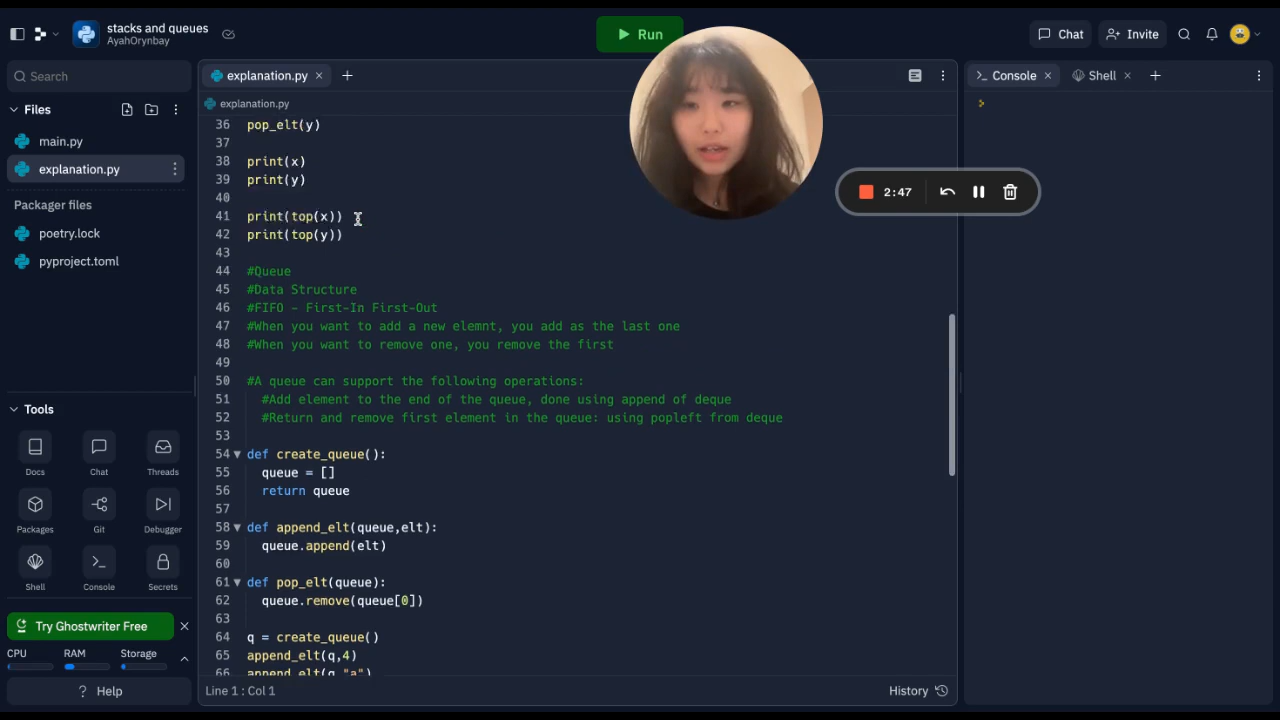 stacks and queues
AyahOrynbay
Run
Chat
Invite
Search
Files
main.py
explanation.py
Packager files
poetry.lock
pyproject.toml
Tools
Docs
Chat
Threads
Packages
Git
Debugger
Shell
Console
Secrets
Try Ghostwriter Free
CPU
RAM
Storage
? Help
explanation.py
explanation.py
36 pop_elt(y)
37
38 print(x)
39 print(y)
40
41 print(top(x))
42 print(top(y))
43
44 #Queue
45 #Data Structure
46 #FIFO - First-In First-Out
47 #When you want to add a new elemnt, you add as the last one
48 #When you want to remove one, you remove the first
49
50 #A queue can support the following operations:
51 #Add element to the end of the queue, done using append of deque
52 #Return and remove first element in the queue: using popleft from deque
53
54 def create_queue():
55 queue = []
56 return queue
57
58 def append_elt(queue,elt):
59 queue.append(elt)
60
61 def pop_elt(queue):
62 queue.remove(queue[0])
63
64 q = create_queue()
65 append_elt(q,4)
66 append_elt(q,"a")
Line 1 : Col 1
History
2:47
Console
Shell